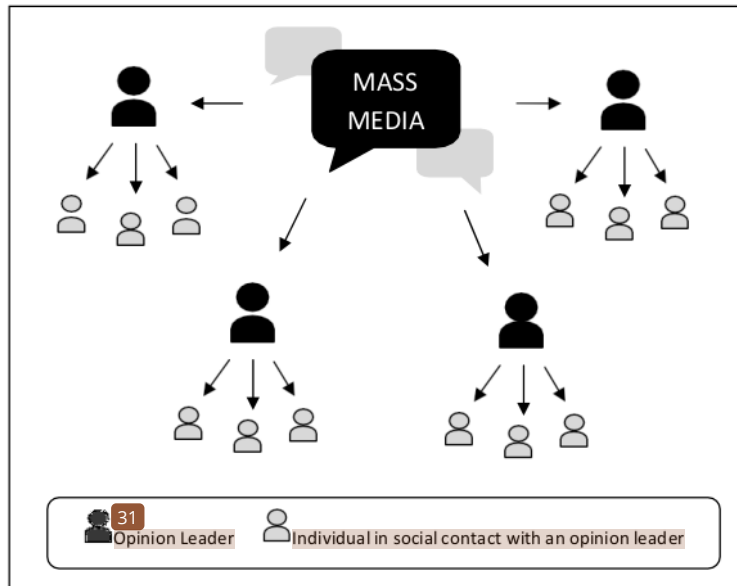 MASS
MEDIA
31
Opinion Leader
Individual in social contact with an opinion leader